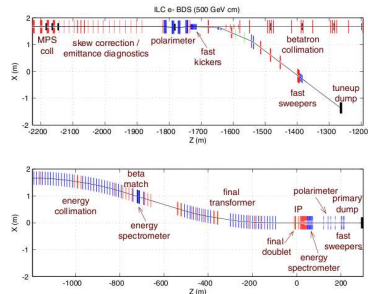 ILC e- BDS (500 GeV cm)
X (m)
2
1
0
-1
-2
MPS
coll
skew correction /
emittance diagnostics
polarimeter
fast
kickers
betatron
collimation
fast
sweepers
tuneup
dump
-2200 -2100 -2000 -1900 -1800 -1700 -1600 -1500 -1400 -1300 -1200
Z (m)
X (m)
2
1
0
-1
-2
energy
collimation
beta
match
energy
spectrometer
final
transformer
final
doublet
IP
polarimeter
energy
spectrometer
primary
dump
fast
sweepers
-1000 -800 -600 -400 -200 0 200
Z (m)